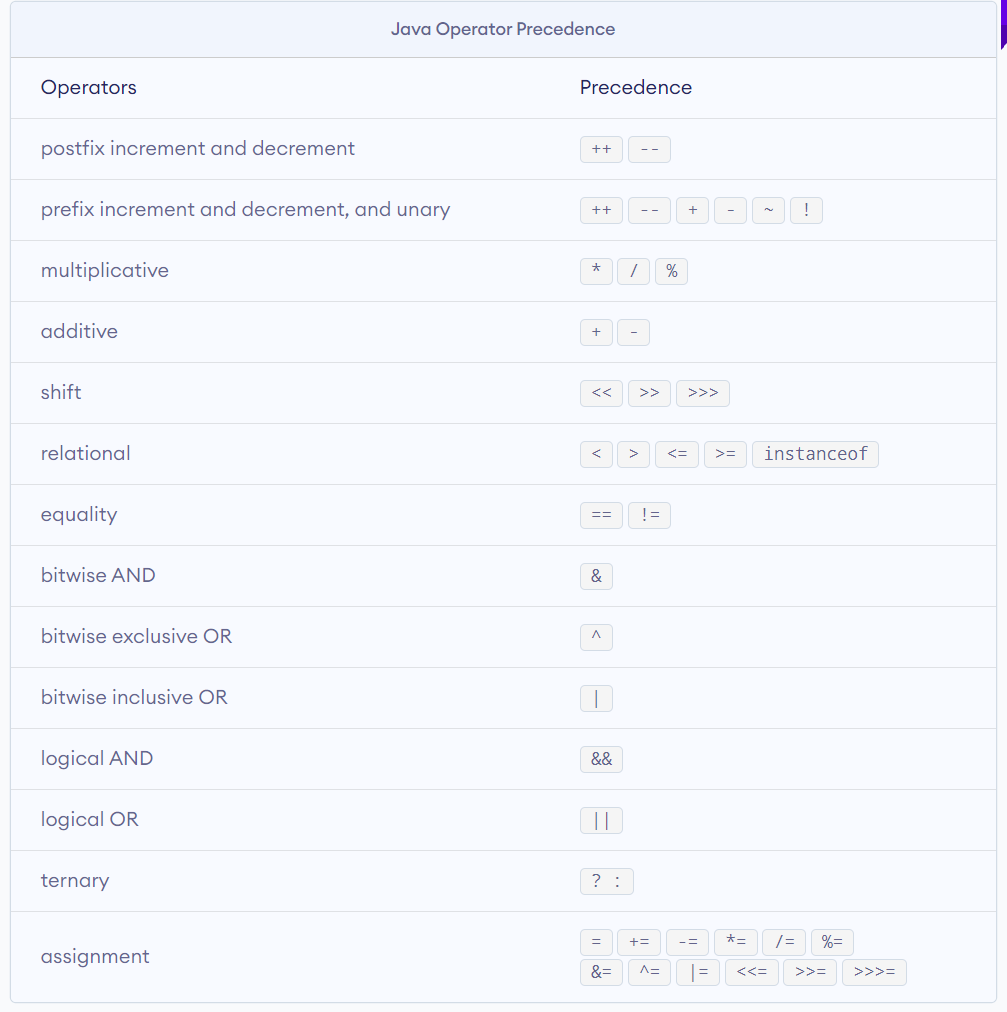 Java Operator Precedence
Operators Precedence
postfix increment and decrement ++ --
prefix increment and decrement, and unary ++ -- + - ~ !
multiplicative * / %
additive + -
shift << >> >>>
relational < > <= >= instanceof
equality == !=
bitwise AND &
bitwise exclusive OR ^
bitwise inclusive OR |
logical AND &&
logical OR ||
ternary ? :
assignment = += -= *= /= %=
&= ^= |= <<= >>= >>>=